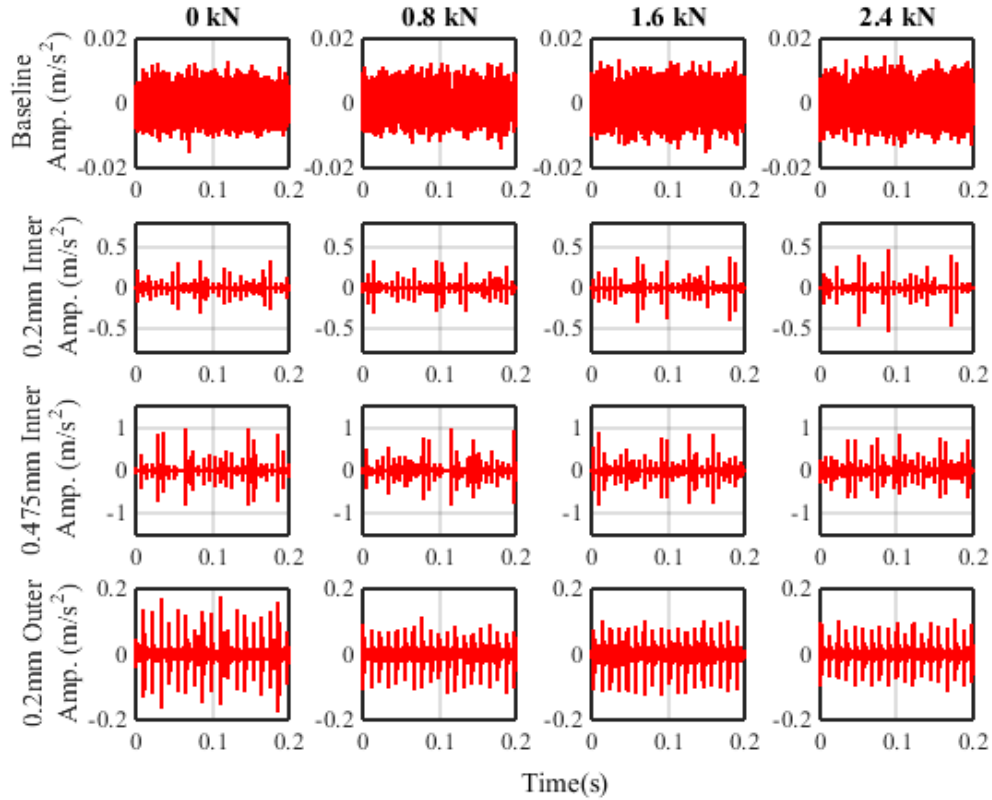 0 kN 0.8 kN 1.6 kN 2.4 kN
Baseline
Amp. (m/s²)
0.02 0.02 0.02 0.02
0 0 0 0
-0.02 -0.02 -0.02 -0.02
0 0.1 0.2 0 0.1 0.2 0 0.1 0.2 0 0.1 0.2
0.2mm Inner
Amp. (m/s²)
0.5 0.5 0.5 0.5
0 0 0 0
-0.5 -0.5 -0.5 -0.5
0 0.1 0.2 0 0.1 0.2 0 0.1 0.2 0 0.1 0.2
0.475mm Inner
Amp. (m/s²)
1 1 1 1
0 0 0 0
-1 -1 -1 -1
0 0.1 0.2 0 0.1 0.2 0 0.1 0.2 0 0.1 0.2
0.2mm Outer
Amp. (m/s²)
0.2 0.2 0.2 0.2
0 0 0 0
-0.2 -0.2 -0.2 -0.2
0 0.1 0.2 0 0.1 0.2 0 0.1 0.2 0 0.1 0.2
Time(s)